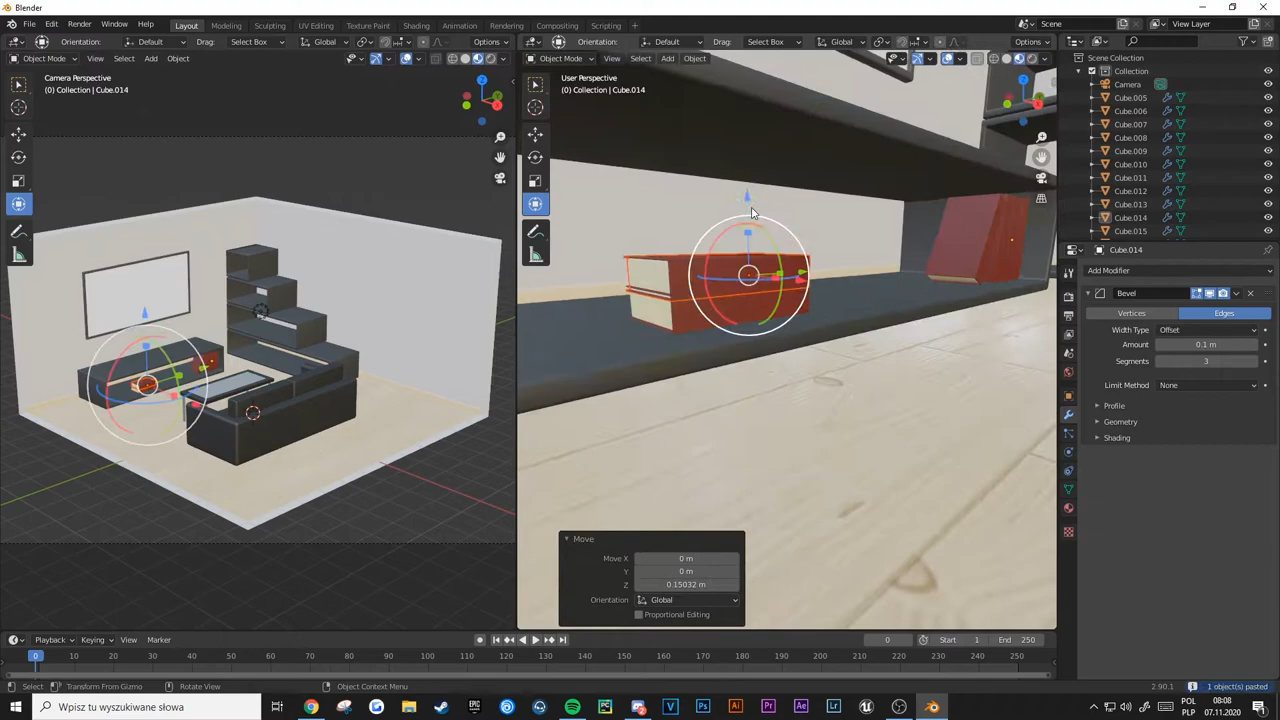 Blender
File Edit Render Window Help Layout Modeling Sculpting UV Editing Texture Paint Shading Animation Rendering Compositing Scripting + Scene View Layer
Orientation: Default Drag: Select Box Global Options
Object Mode View Select Add Object
Camera Perspective
(0) Collection | Cube.014
Orientation: Default Drag: Select Box Global Options
Object Mode View Select Add Object
User Perspective
(0) Collection | Cube.014
Z
Y
X
Move
Move X 0 m
Y 0 m
Z 0.15032 m
Orientation Global
Proportional Editing
Scene Collection
Collection
Camera
Cube.005
Cube.006
Cube.007
Cube.008
Cube.009
Cube.010
Cube.011
Cube.012
Cube.013
Cube.014
Cube.015
Cube.014
Add Modifier
Bevel
Vertices Edges
Width Type Offset
Amount 0.1 m
Segments 3
Limit Method None
Profile
Geometry
Shading
Playback Keying View Marker 0 Start 1 End 250
0 10 20 30 40 50 60 70 80 90 100 110 120 130 140 150 160 170 180 190 200 210 220 230 240 250
Select Transform From Gizmo Rotate View Object Context Menu 2.90.1 1 object(s) pasted
Wpisz tu wyszukiwane słowa
EPIC
PC
V Ps Ai Pr Ae Lr
POL
PLP
08:08
07.11.2020